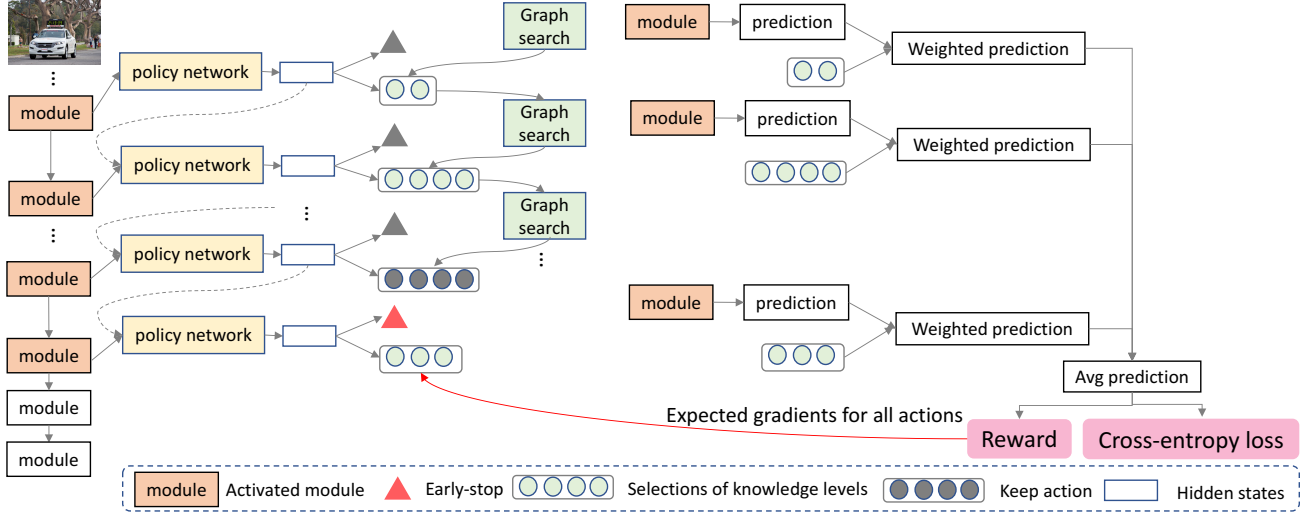 Graph
search
module
prediction
Weighted prediction
policy network
module
Graph
search
module
prediction
Weighted prediction
policy network
module
Graph
search
...
...
policy network
module
...
module
prediction
Weighted prediction
policy network
module
Avg prediction
module
Expected gradients for all actions
Reward
Cross-entropy loss
module
module
Activated module
Early-stop
Selections of knowledge levels
Keep action
Hidden states